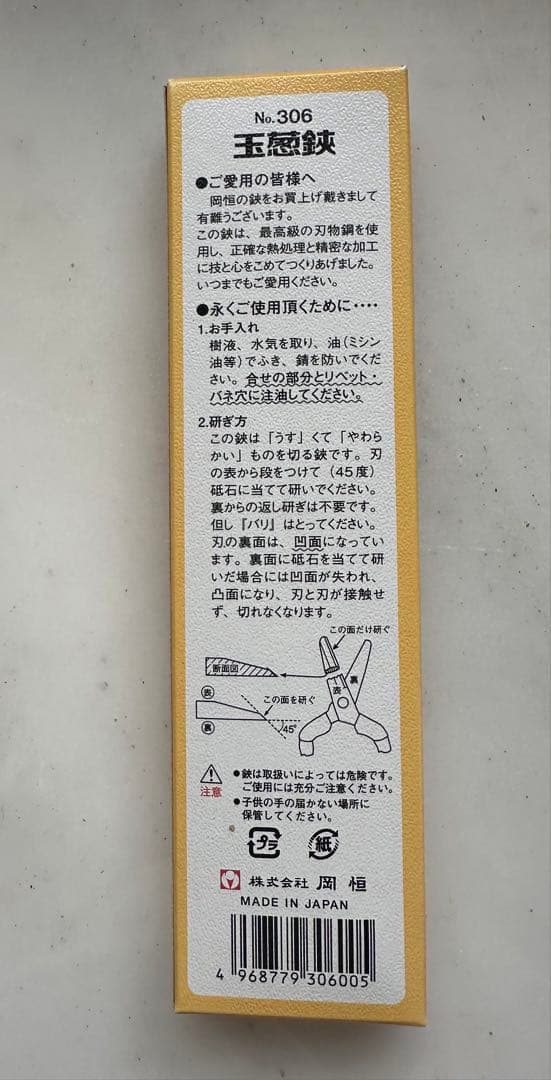 No.306
玉葱鋏
●ご愛用の皆様へ
岡恒の鋏をお買上げ戴きまして
有難うございます。
この鋏は、最高級の刃物鋼を使
用し、正確な熱処理と精密な加工
に技と心をこめてつくりあげました。
いつまでもご愛用ください。
●永くご使用頂くために‥‥
1.お手入れ
樹液、水気を取り、油(ミシン
油等)でふき、錆を防いでくだ
さい。合せの部分とリベット・
バネ穴に注油してください。
2.研ぎ方
この鋏は「うす」くて「やわら
かい」ものを切る鋏です。刃
の表から段をつけて(45度)
砥石に当てて研いでください。
裏からの返し研ぎは不要です。
但し『バリ』はとってください。
刃の裏面は、凹面になっていま
す。裏面に砥石を当てて研
いだ場合には凹面が失われ、
凸面になり、刃と刃が接触せ
ず、切れなくなります。
この面だけ研ぐ
断面図
表
裏
表
この面を研ぐ
裏
45°
注意
●鋏は取扱いによっては危険です。
ご使用には充分ご注意ください。
●子供の手の届かない場所に
保管してください。
プラ
紙
株式会社 岡恒
MADE IN JAPAN
4 968779 306005